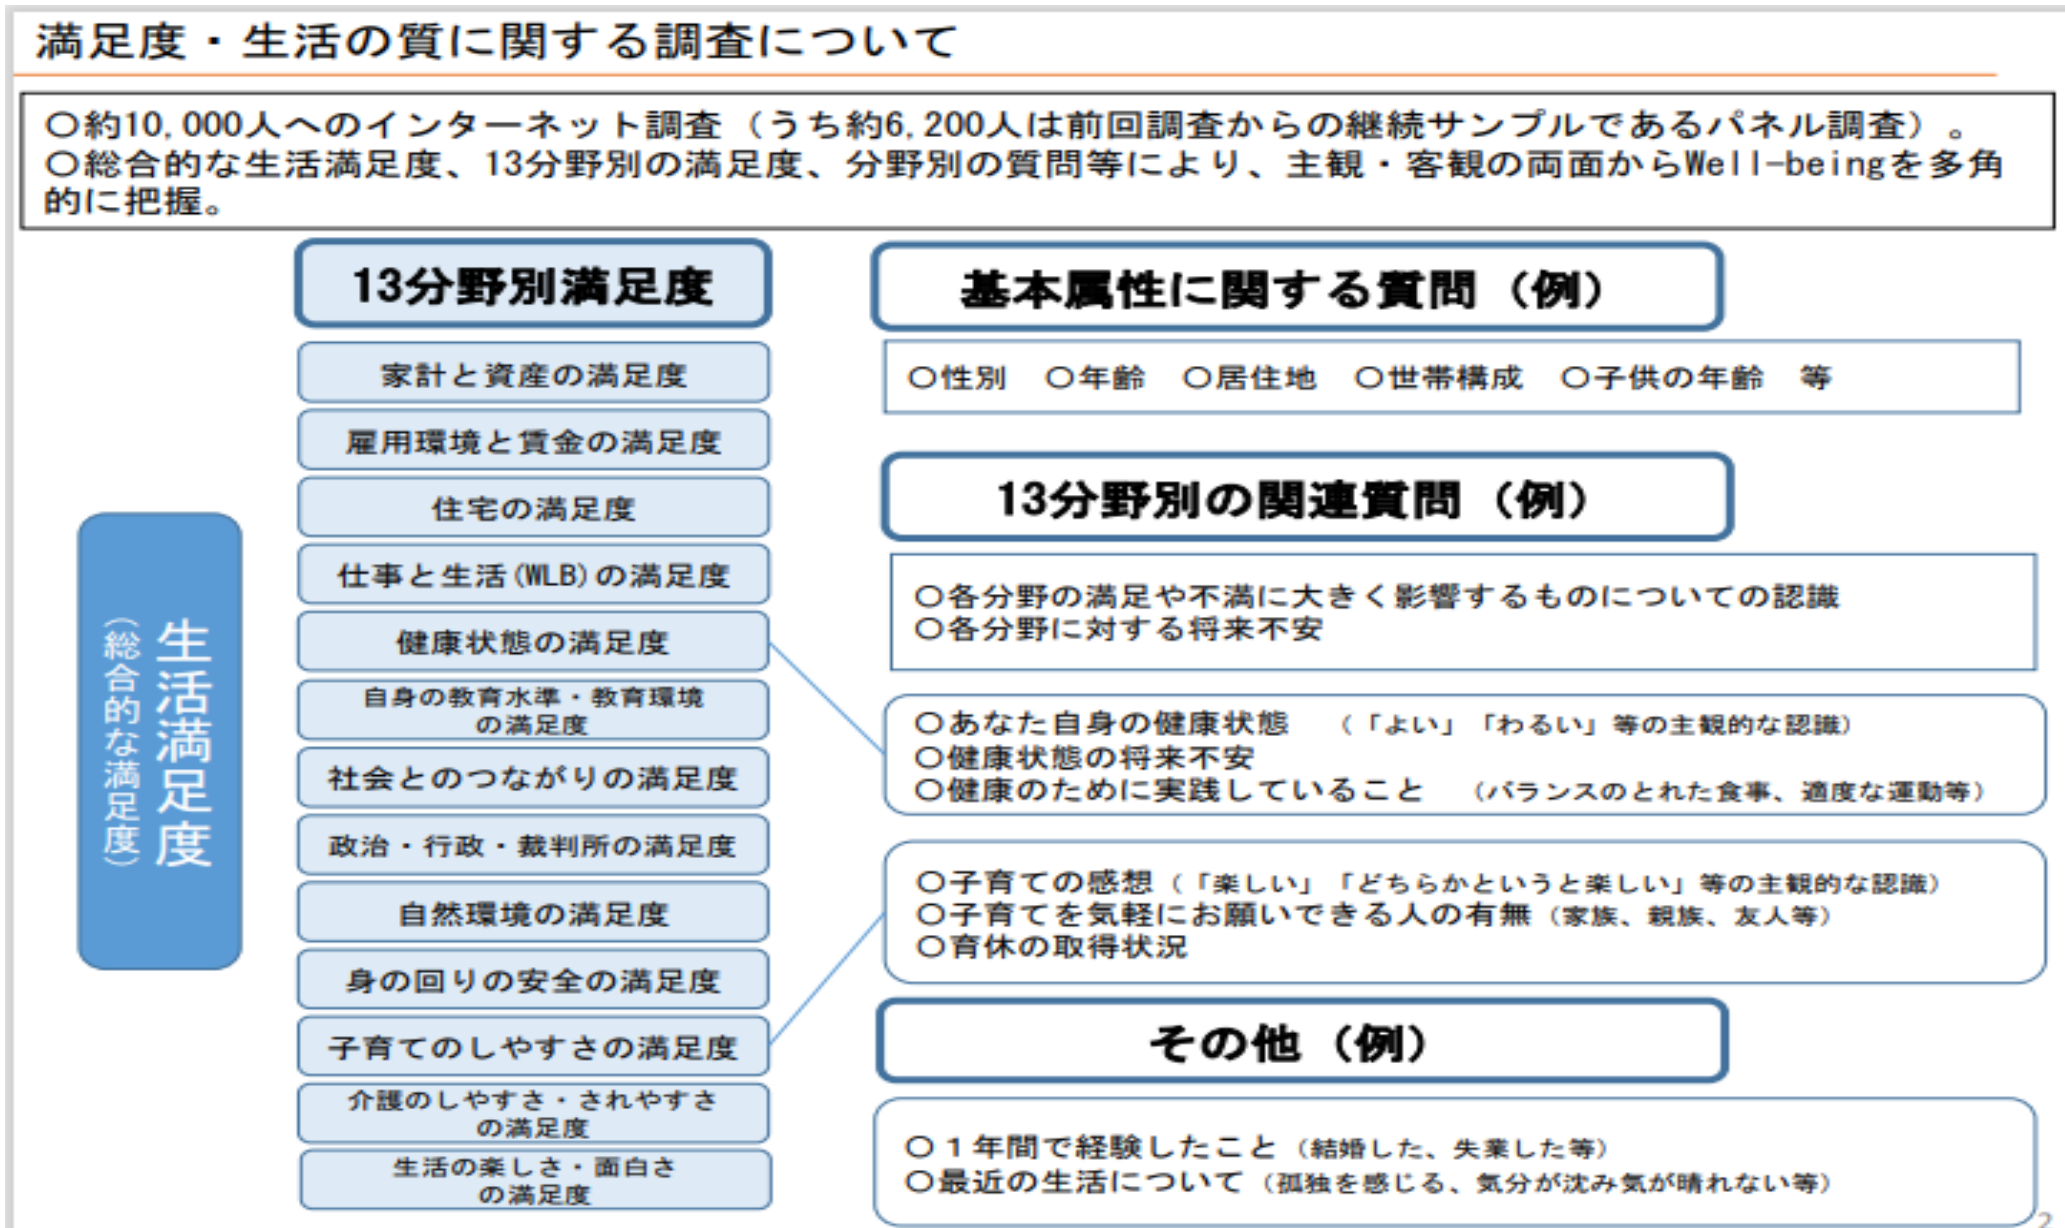 満足度・生活の質に関する調査について
〇約10,000人へのインターネット調査（うち約6,200人は前回調査からの継続サンプルであるパネル調査）。
〇総合的な生活満足度、13分野別の満足度、分野別の質問等により、主観・客観の両面からWell-beingを多角
的に把握。
生活満足度
（総合的な満足度）
13分野別満足度
家計と資産の満足度
雇用環境と賃金の満足度
住宅の満足度
仕事と生活(WLB)の満足度
健康状態の満足度
自身の教育水準・教育環境
の満足度
社会とのつながりの満足度
政治・行政・裁判所の満足度
自然環境の満足度
身の回りの安全の満足度
子育てのしやすさの満足度
介護のしやすさ・されやすさ
の満足度
生活の楽しさ・面白さ
の満足度
基本属性に関する質問（例）
〇性別　〇年齢　〇居住地　〇世帯構成　〇子供の年齢　等
13分野別の関連質問（例）
〇各分野の満足や不満に大きく影響するものについての認識
〇各分野に対する将来不安
〇あなた自身の健康状態　（「よい」「わるい」等の主観的な認識）
〇健康状態の将来不安
〇健康のために実践していること　（バランスのとれた食事、適度な運動等）
〇子育ての感想（「楽しい」「どちらかというと楽しい」等の主観的な認識）
〇子育てを気軽にお願いできる人の有無（家族、親族、友人等）
〇育休の取得状況
その他（例）
〇１年間で経験したこと（結婚した、失業した等）
〇最近の生活について（孤独を感じる、気分が沈み気が晴れない等）
2